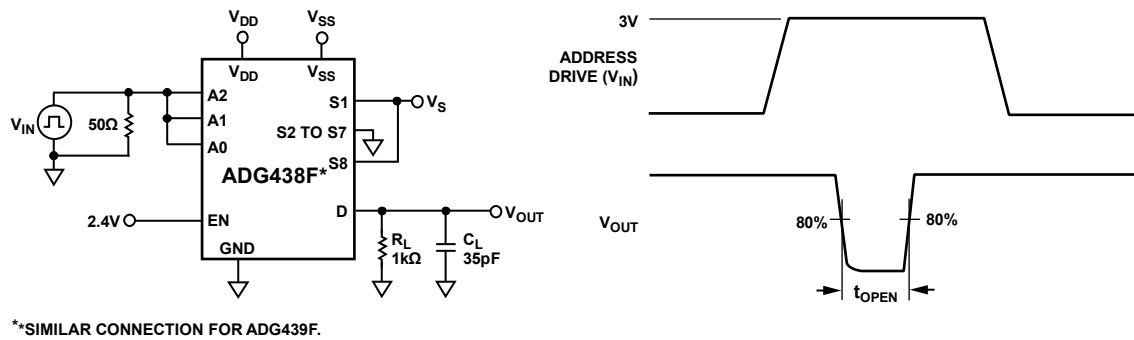 VDD
VSS
VDD
VSS
A2
A1
A0
VIN
50Ω
S1
VS
S2 TO S7
S8
ADG438F*
2.4V
EN
D
VOUT
GND
RL
1kΩ
CL
35pF
**SIMILAR CONNECTION FOR ADG439F.
3V
ADDRESS
DRIVE (VIN)
VOUT
80%
80%
tOPEN